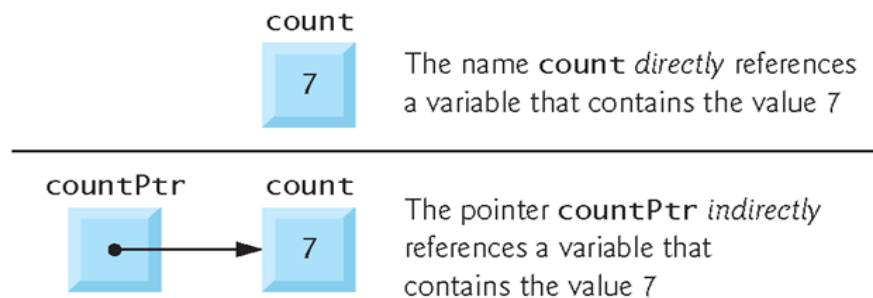 count
7
The name count directly references
a variable that contains the value 7
countPtr count
7
The pointer countPtr indirectly
references a variable that
contains the value 7